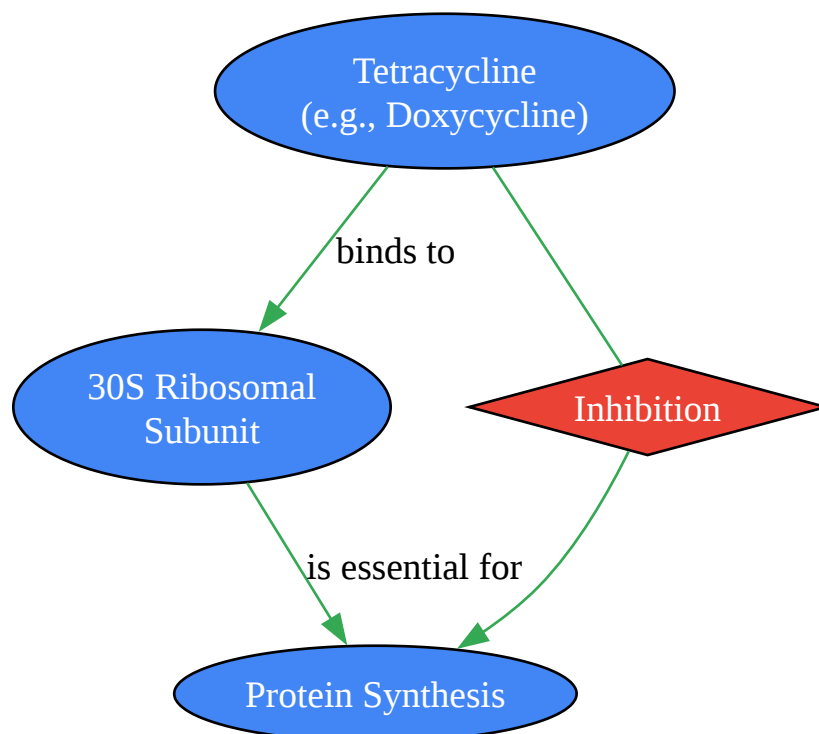 Tetracycline
(e.g., Doxycycline)
binds to
30S Ribosomal
Subunit
Inhibition
is essential for
Protein Synthesis